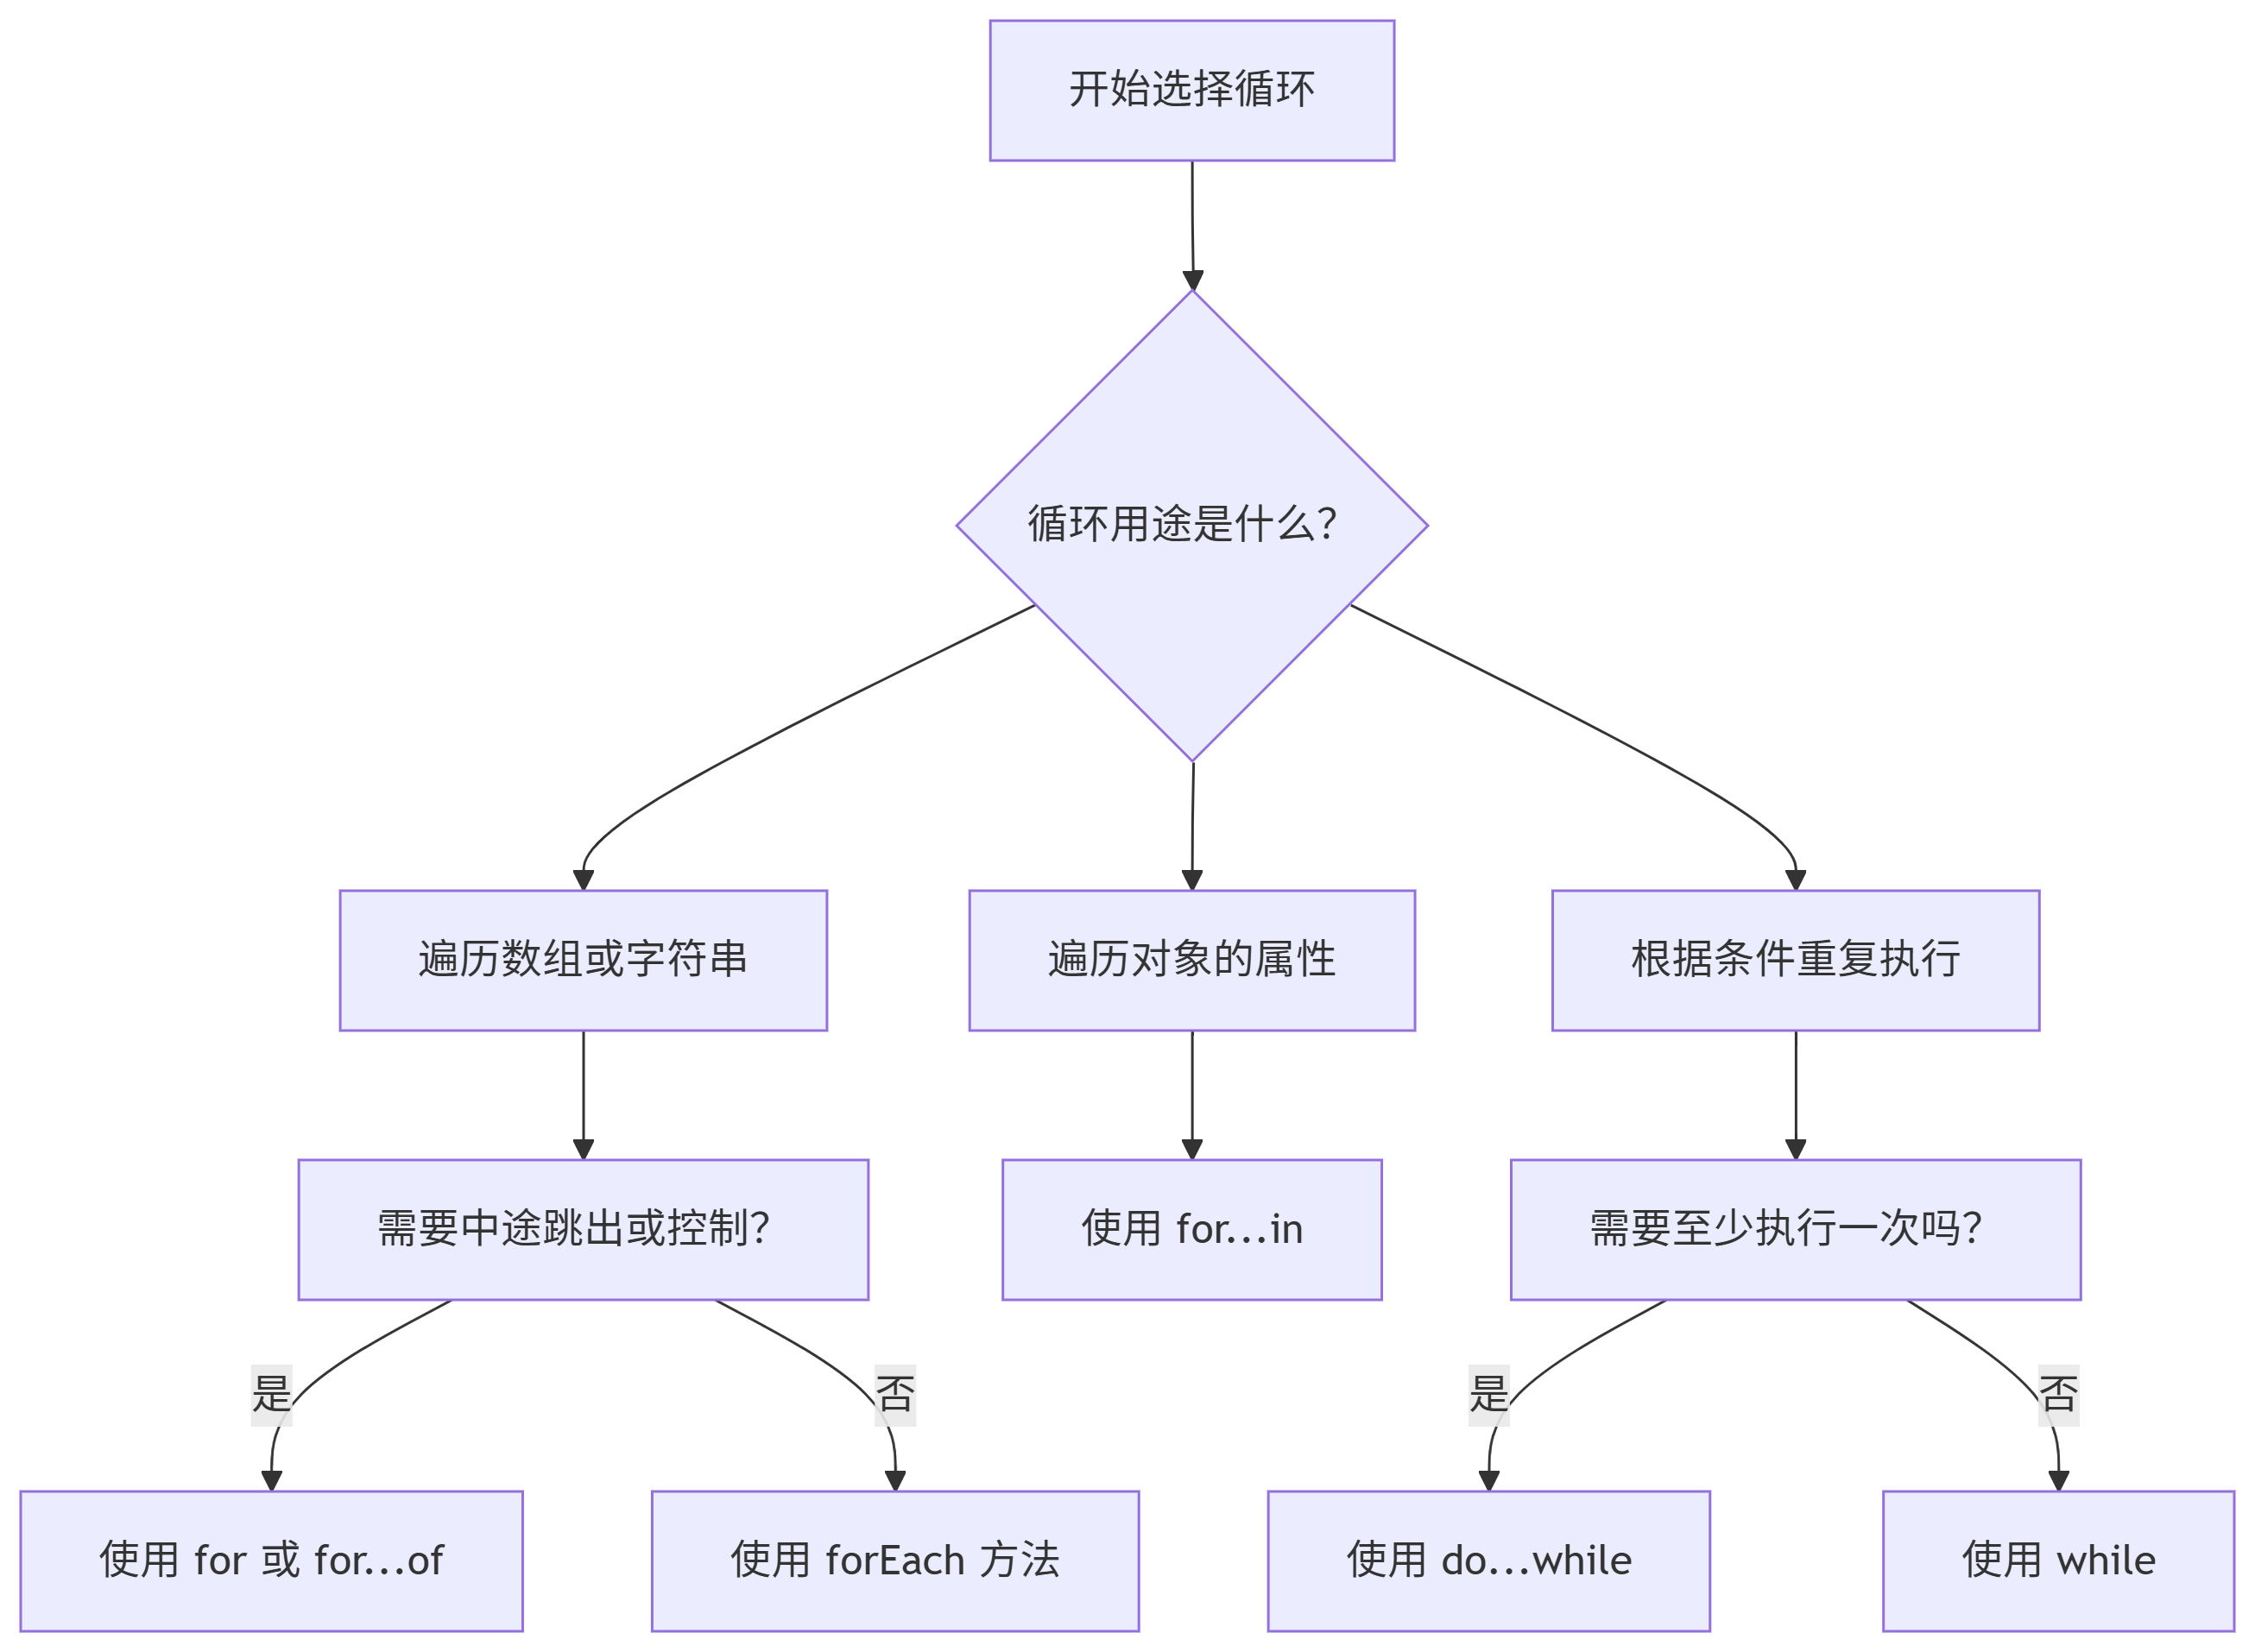 开始选择循环
循环用途是什么？
遍历数组或字符串
遍历对象的属性
根据条件重复执行
需要中途跳出或控制？
使用 for...in
需要至少执行一次吗？
是
否
是
否
使用 for 或 for...of
使用 forEach 方法
使用 do...while
使用 while